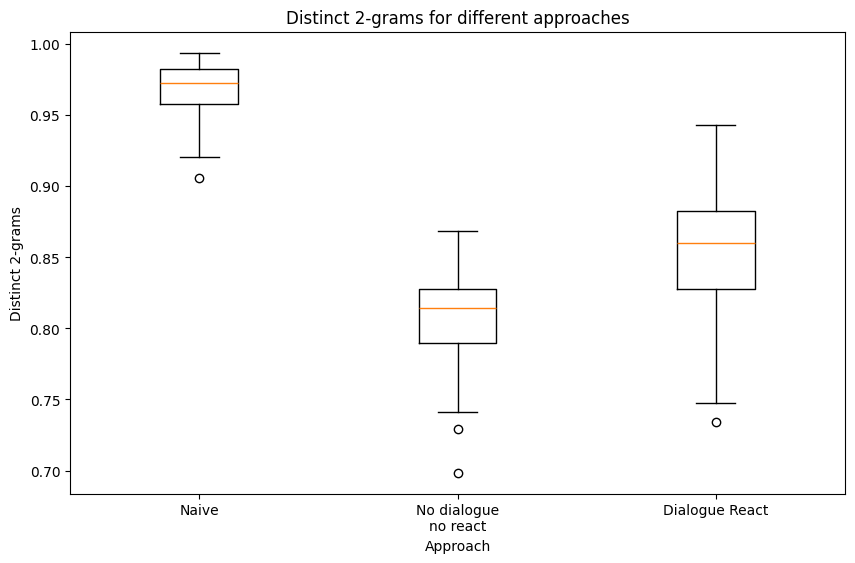 Distinct 2-grams for different approaches
1.00
0.95
0.90
0.85
0.80
0.75
0.70
Distinct 2-grams
Naive
No dialogue
no react
Dialogue React
Approach